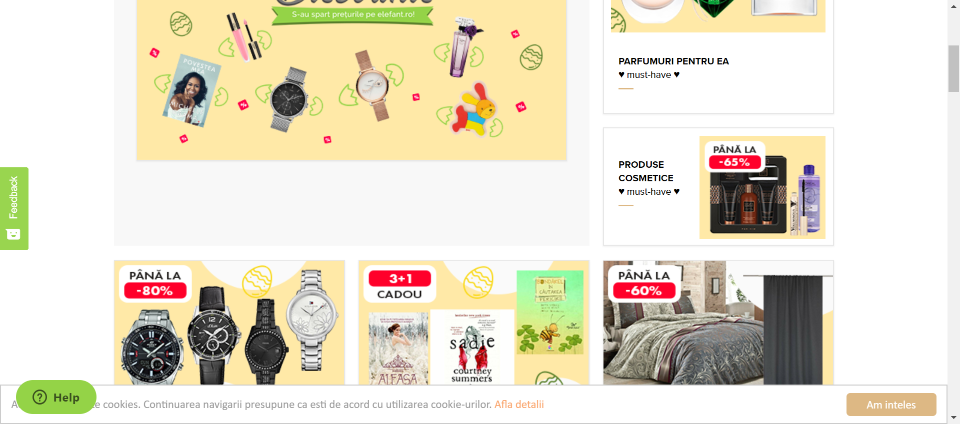 S-au spart prețurile pe elefant.ro!
POVESTEA
MEA
PARFUMURI PENTRU EA
♥ must-have ♥
PRODUSE
COSMETICE
♥ must-have ♥
PÂNĂ LA
-65%
Feedback
PÂNĂ LA
-80%
3+1
CADOU
PÂNĂ LA
-60%
sadie
courtney
summers
ALEASA
Help
te cookies. Continuarea navigarii presupune ca esti de acord cu utilizarea cookie-urilor. Afla detalii
Am inteles